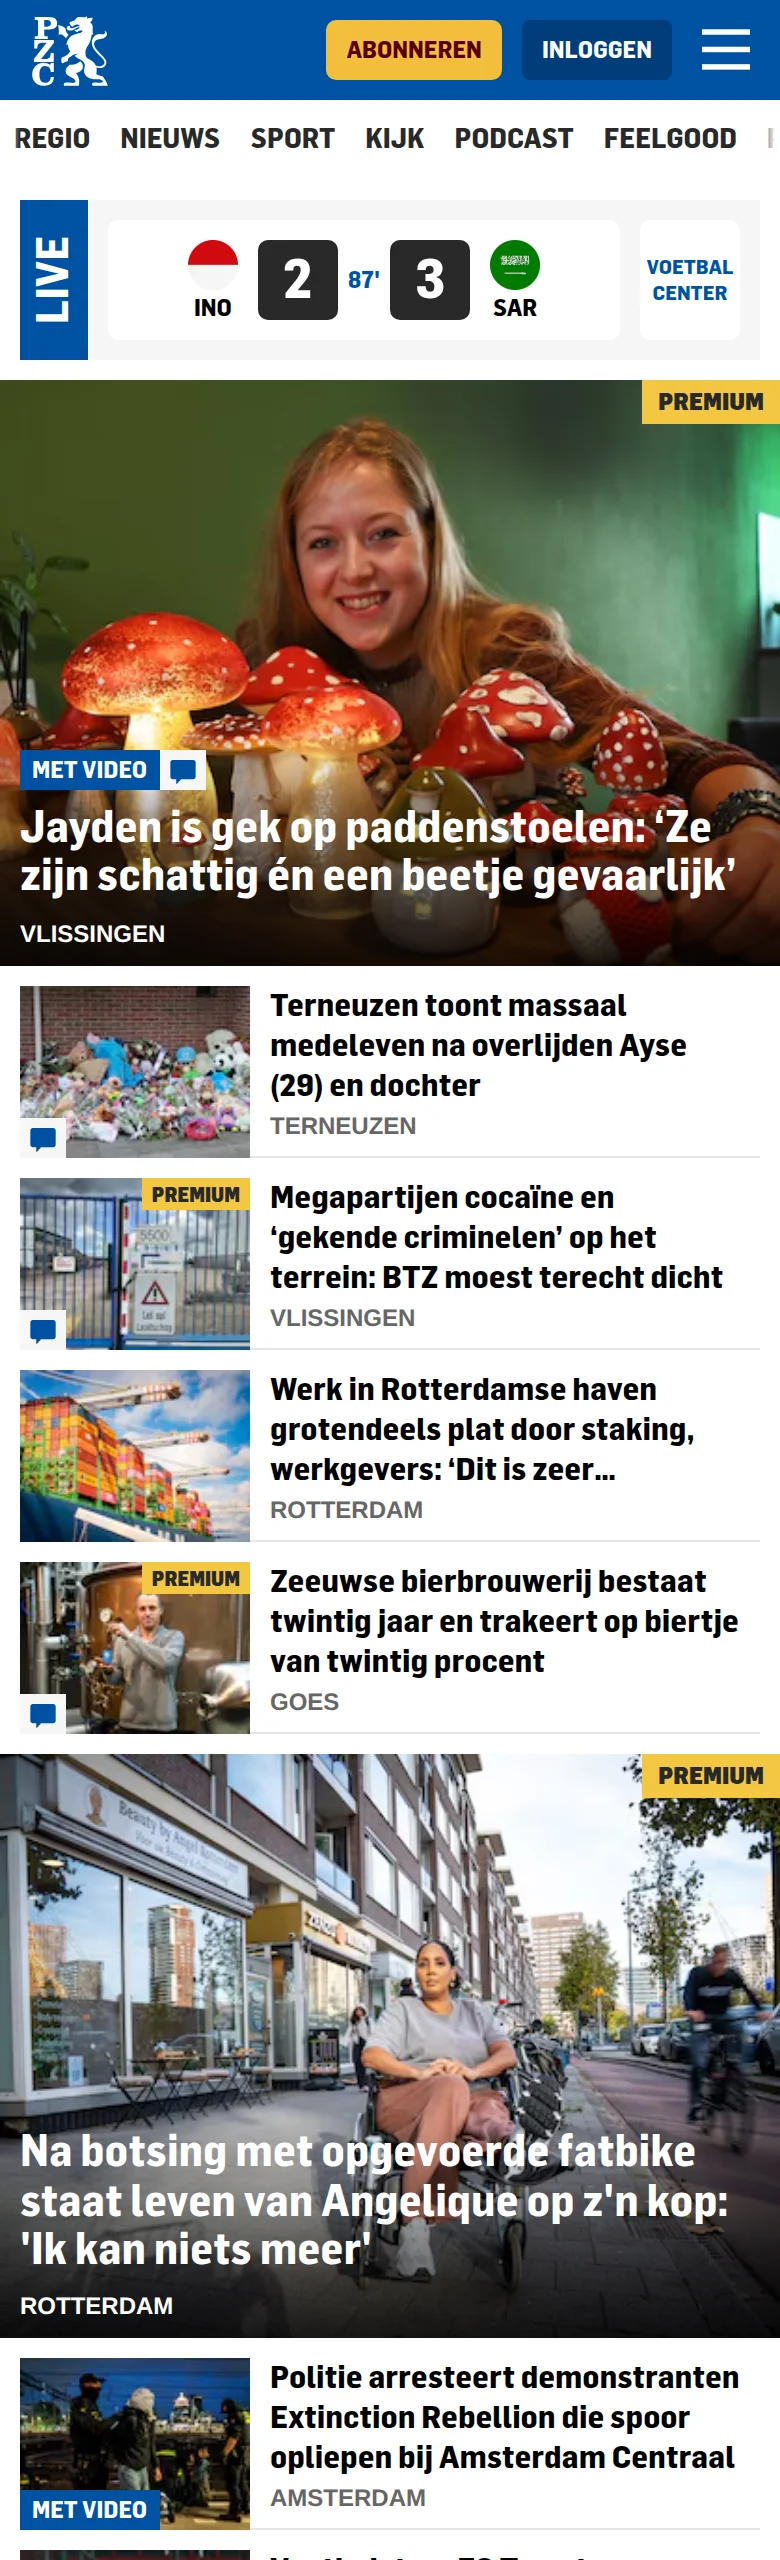 PZC
ABONNEREN
INLOGGEN
REGIO NIEUWS SPORT KIJK PODCAST FEELGOOD
LIVE
INO
2
87'
3
SAR
VOETBAL
CENTER
PREMIUM
MET VIDEO
Jayden is gek op paddenstoelen: ‘Ze
zijn schattig én een beetje gevaarlijk’
VLISSINGEN
Terneuzen toont massaal
medeleven na overlijden Ayse
(29) en dochter
TERNEUZEN
PREMIUM
5500
Let op!
Megapartijen cocaïne en
‘gekende criminelen’ op het
terrein: BTZ moest terecht dicht
VLISSINGEN
Werk in Rotterdamse haven
grotendeels plat door staking,
werkgevers: ‘Dit is zeer...
ROTTERDAM
PREMIUM
Zeeuwse bierbrouwerij bestaat
twintig jaar en trakeert op biertje
van twintig procent
GOES
PREMIUM
Beauty by Angel
Na botsing met opgevoerde fatbike
staat leven van Angelique op z'n kop:
'Ik kan niets meer'
ROTTERDAM
MET VIDEO
Politie arresteert demonstranten
Extinction Rebellion die spoor
opliepen bij Amsterdam Centraal
AMSTERDAM